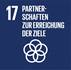 17 PARTNER-
SCHAFTEN
ZUR ERREICHUNG
DER ZIELE